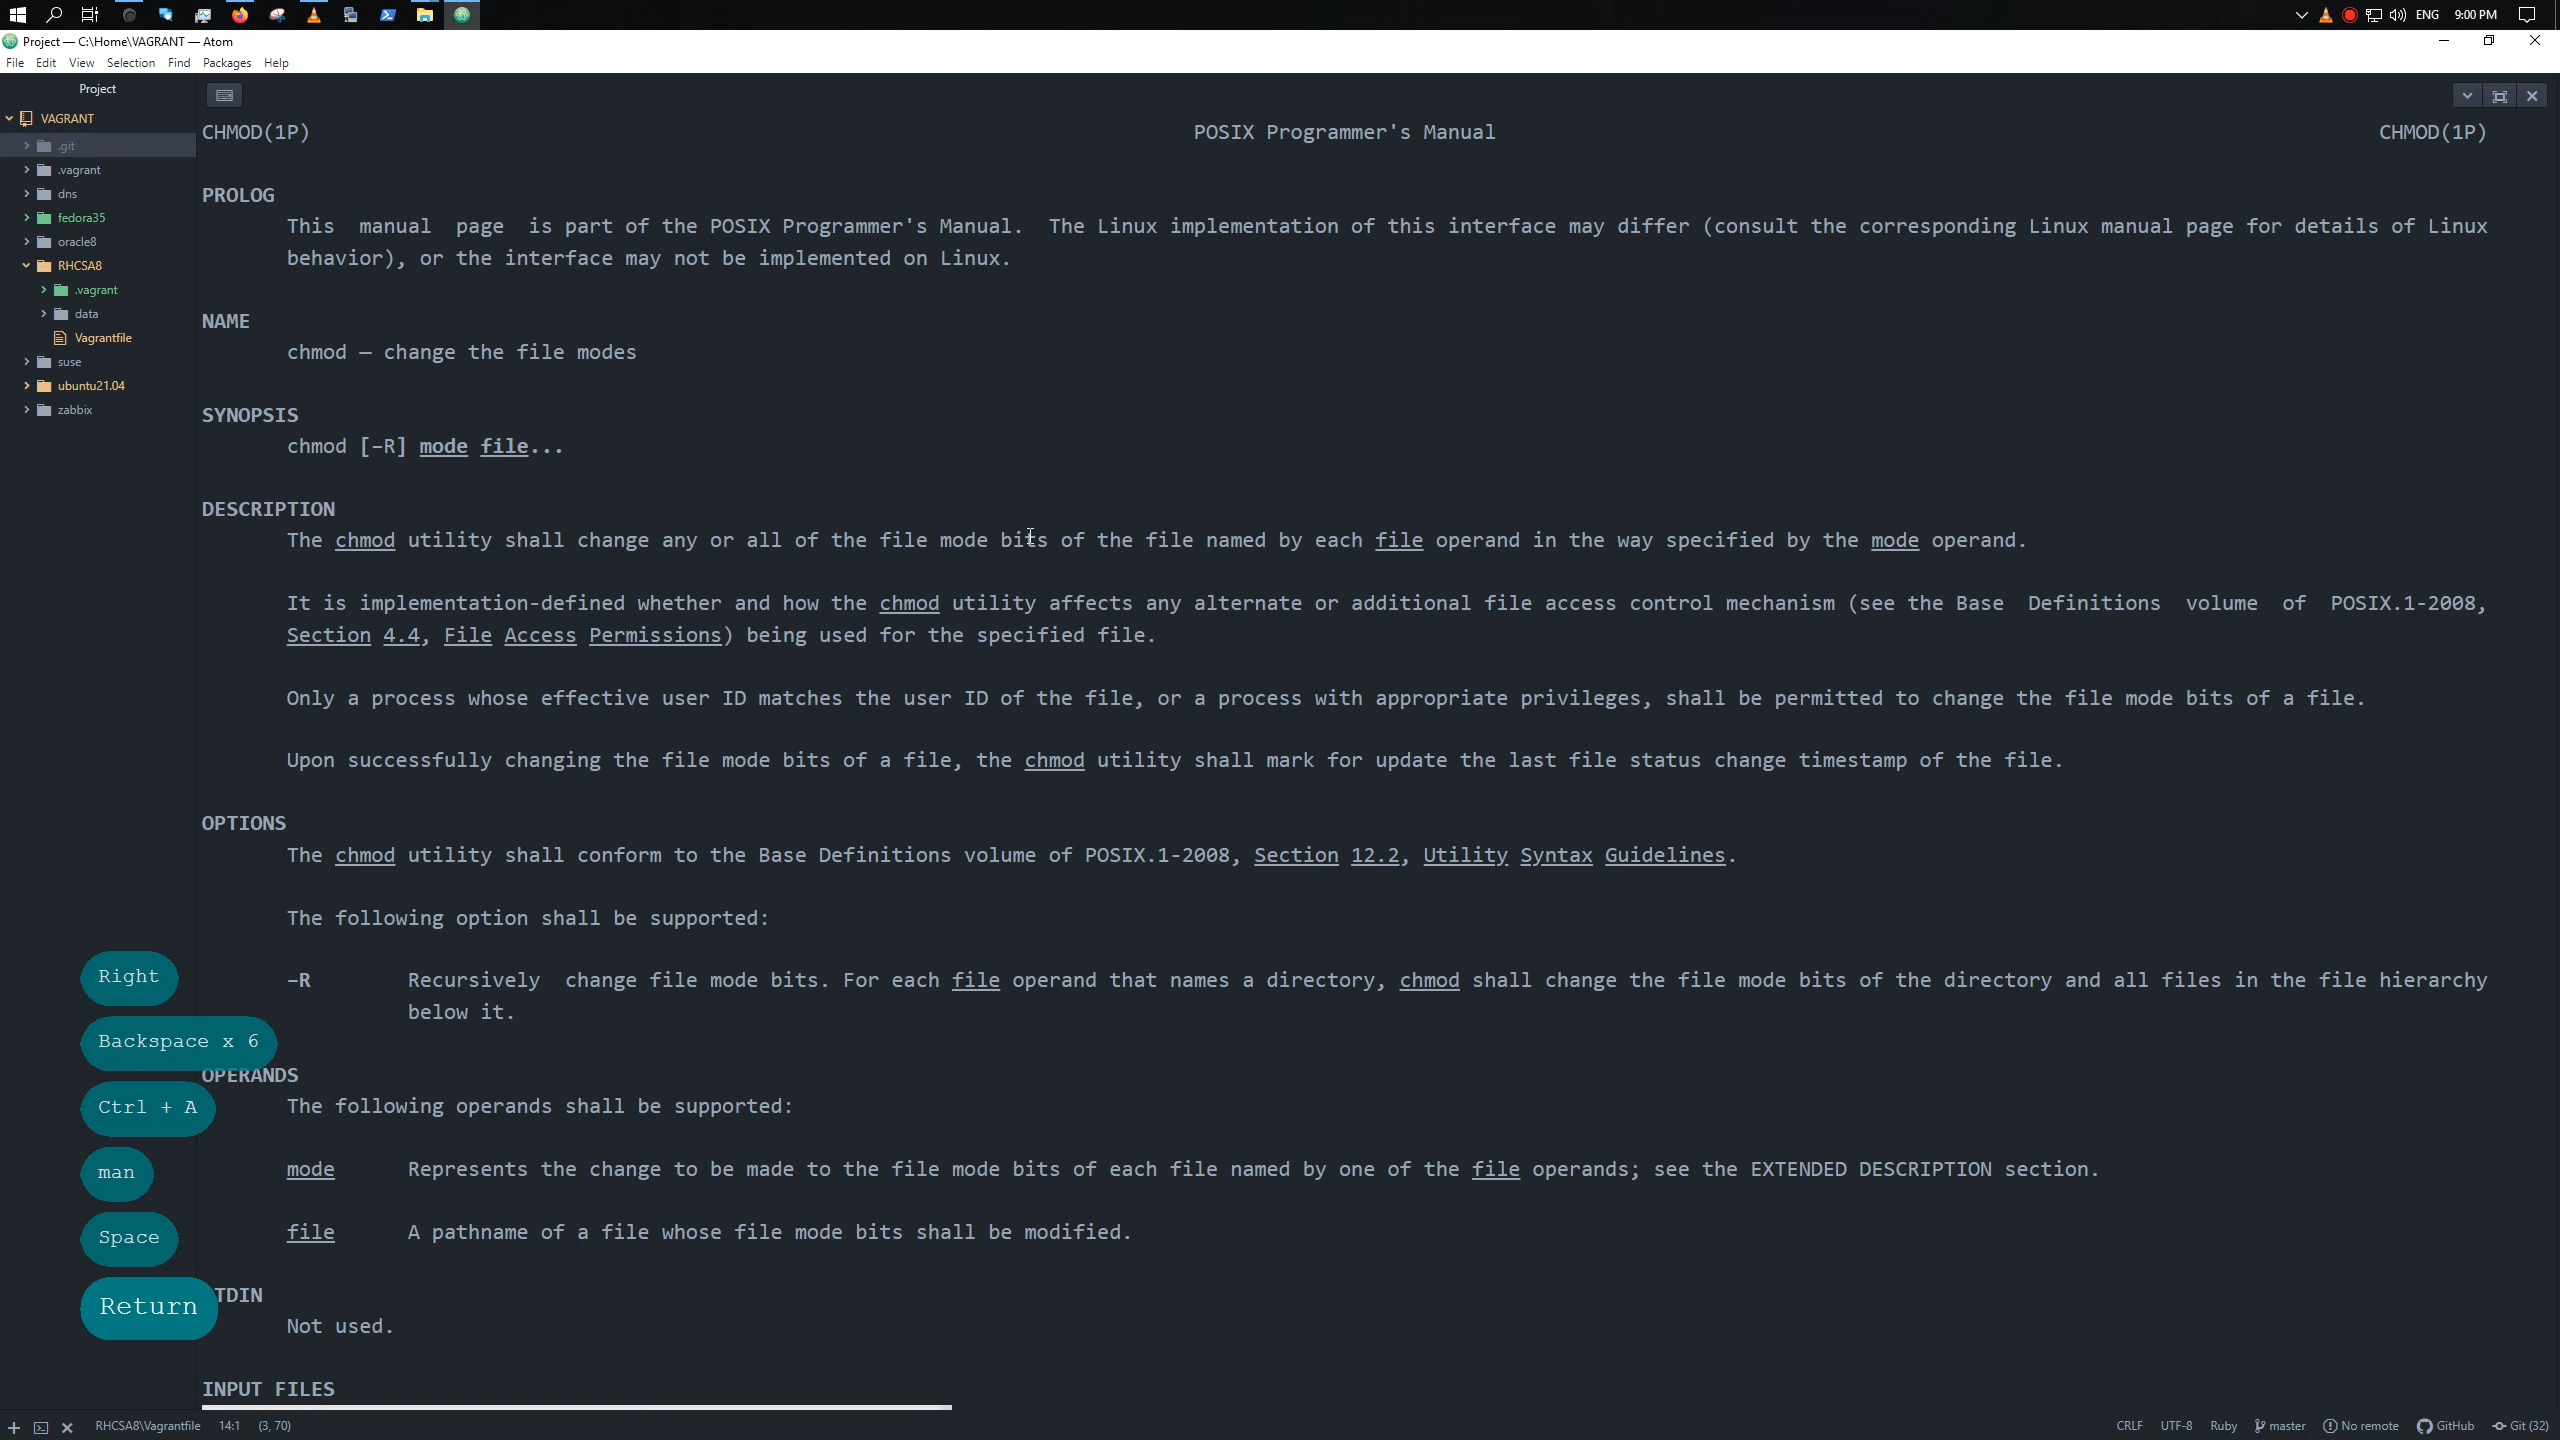 ENG 9:00 PM
Project — C:\Home\VAGRANT — Atom
File Edit View Selection Find Packages Help
Project
VAGRANT
.git
.vagrant
dns
fedora35
oracle8
RHCSA8
.vagrant
data
Vagrantfile
suse
ubuntu21.04
zabbix
CHMOD(1P) POSIX Programmer's Manual CHMOD(1P)
PROLOG
This manual page is part of the POSIX Programmer's Manual. The Linux implementation of this interface may differ (consult the corresponding Linux manual page for details of Linux
behavior), or the interface may not be implemented on Linux.
NAME
chmod — change the file modes
SYNOPSIS
chmod [−R] mode file...
DESCRIPTION
The chmod utility shall change any or all of the file mode bits of the file named by each file operand in the way specified by the mode operand.
It is implementation-defined whether and how the chmod utility affects any alternate or additional file access control mechanism (see the Base Definitions volume of POSIX.1-2008,
Section 4.4, File Access Permissions) being used for the specified file.
Only a process whose effective user ID matches the user ID of the file, or a process with appropriate privileges, shall be permitted to change the file mode bits of a file.
Upon successfully changing the file mode bits of a file, the chmod utility shall mark for update the last file status change timestamp of the file.
OPTIONS
The chmod utility shall conform to the Base Definitions volume of POSIX.1-2008, Section 12.2, Utility Syntax Guidelines.
The following option shall be supported:
−R Recursively change file mode bits. For each file operand that names a directory, chmod shall change the file mode bits of the directory and all files in the file hierarchy
below it.
OPERANDS
The following operands shall be supported:
mode Represents the change to be made to the file mode bits of each file named by one of the file operands; see the EXTENDED DESCRIPTION section.
file A pathname of a file whose file mode bits shall be modified.
TDIN
Not used.
INPUT FILES
Right
Backspace x 6
Ctrl + A
man
Space
Return
RHCSA8\Vagrantfile 14:1 (3, 70) CRLF UTF-8 Ruby master No remote GitHub Git (32)